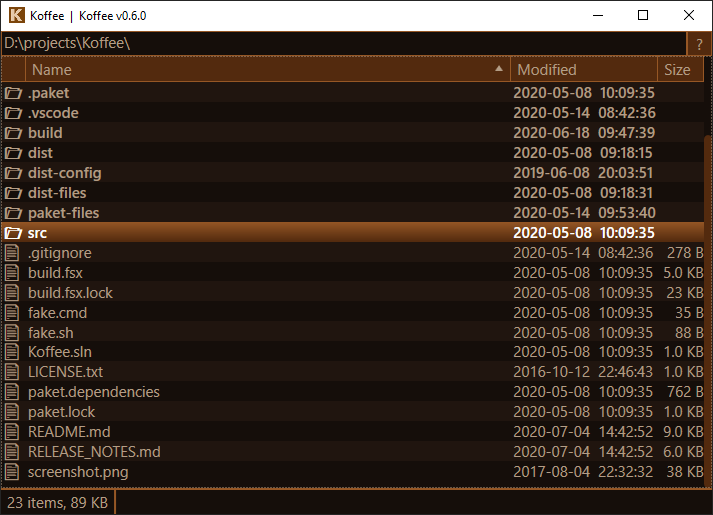 K Koffee | Koffee v0.6.0
D:\projects\Koffee\ ?
Name Modified Size
.paket 2020-05-08 10:09:35
.vscode 2020-05-14 08:42:36
build 2020-06-18 09:47:39
dist 2020-05-08 09:18:15
dist-config 2019-06-08 20:03:51
dist-files 2020-05-08 09:18:31
paket-files 2020-05-14 09:53:40
src 2020-05-08 10:09:35
.gitignore 2020-05-14 08:42:36 278 B
build.fsx 2020-05-08 10:09:35 5.0 KB
build.fsx.lock 2020-05-08 10:09:35 23 KB
fake.cmd 2020-05-08 10:09:35 35 B
fake.sh 2020-05-08 10:09:35 88 B
Koffee.sln 2020-05-08 10:09:35 1.0 KB
LICENSE.txt 2016-10-12 22:46:43 1.0 KB
paket.dependencies 2020-05-08 10:09:35 762 B
paket.lock 2020-05-08 10:09:35 1.0 KB
README.md 2020-07-04 14:42:52 9.0 KB
RELEASE_NOTES.md 2020-07-04 14:42:52 6.0 KB
screenshot.png 2017-08-04 22:32:32 38 KB
23 items, 89 KB